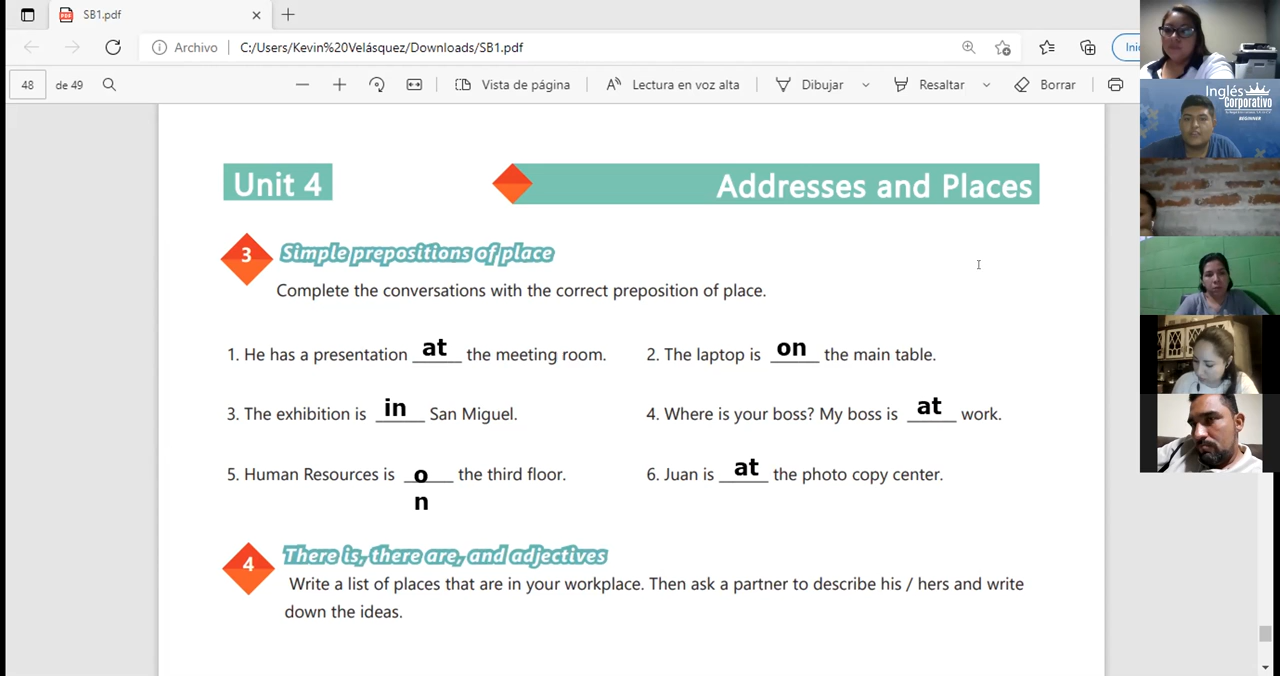 SB1.pdf
Archivo C:/Users/Kevin%20Velásquez/Downloads/SB1.pdf
48 de 49 Vista de página Lectura en voz alta Dibujar Resaltar Borrar
Inglés
Corporativo
BEGINNER
Unit 4 Addresses and Places
3 Simple prepositions of place
Complete the conversations with the correct preposition of place.
1. He has a presentation at the meeting room. 2. The laptop is on the main table.
3. The exhibition is in San Miguel. 4. Where is your boss? My boss is at work.
5. Human Resources is o the third floor. 6. Juan is at the photo copy center.
n
4 There is, there are, and adjectives
Write a list of places that are in your workplace. Then ask a partner to describe his / hers and write
down the ideas.